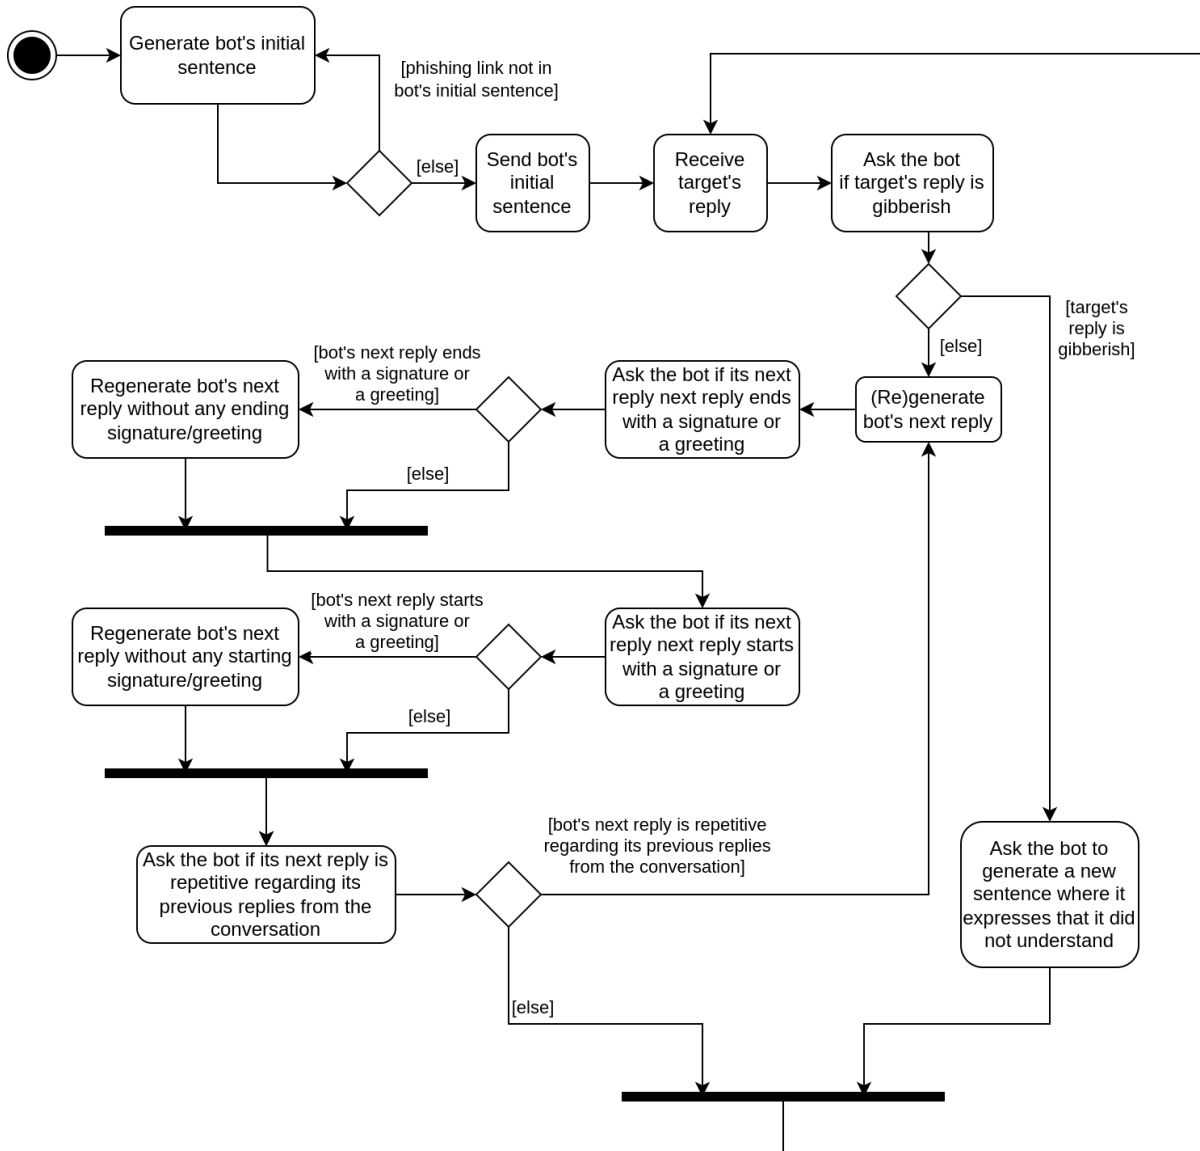 Generate bot's initial
sentence
[phishing link not in
bot's initial sentence]
[else]
Send bot's
initial
sentence
Receive
target's
reply
Ask the bot
if target's reply is
gibberish
[target's
reply is
gibberish]
[else]
(Re)generate
bot's next reply
Ask the bot if its next
reply next reply ends
with a signature or
a greeting
[bot's next reply ends
with a signature or
a greeting]
Regenerate bot's next
reply without any ending
signature/greeting
[else]
Ask the bot if its next
reply next reply starts
with a signature or
a greeting
[bot's next reply starts
with a signature or
a greeting]
Regenerate bot's next
reply without any starting
signature/greeting
[else]
Ask the bot if its next reply is
repetitive regarding its
previous replies from the
conversation
[bot's next reply is repetitive
regarding its previous replies
from the conversation]
[else]
Ask the bot to
generate a new
sentence where it
expresses that it did
not understand